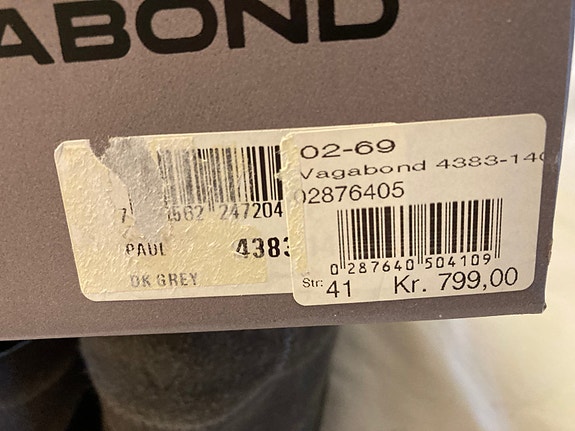 ABOND
562 247204
PAUL 4383
DK GREY
02-69
Vagabond 4383-140
02876405
0 287640 504109
Str: 41 Kr. 799,00